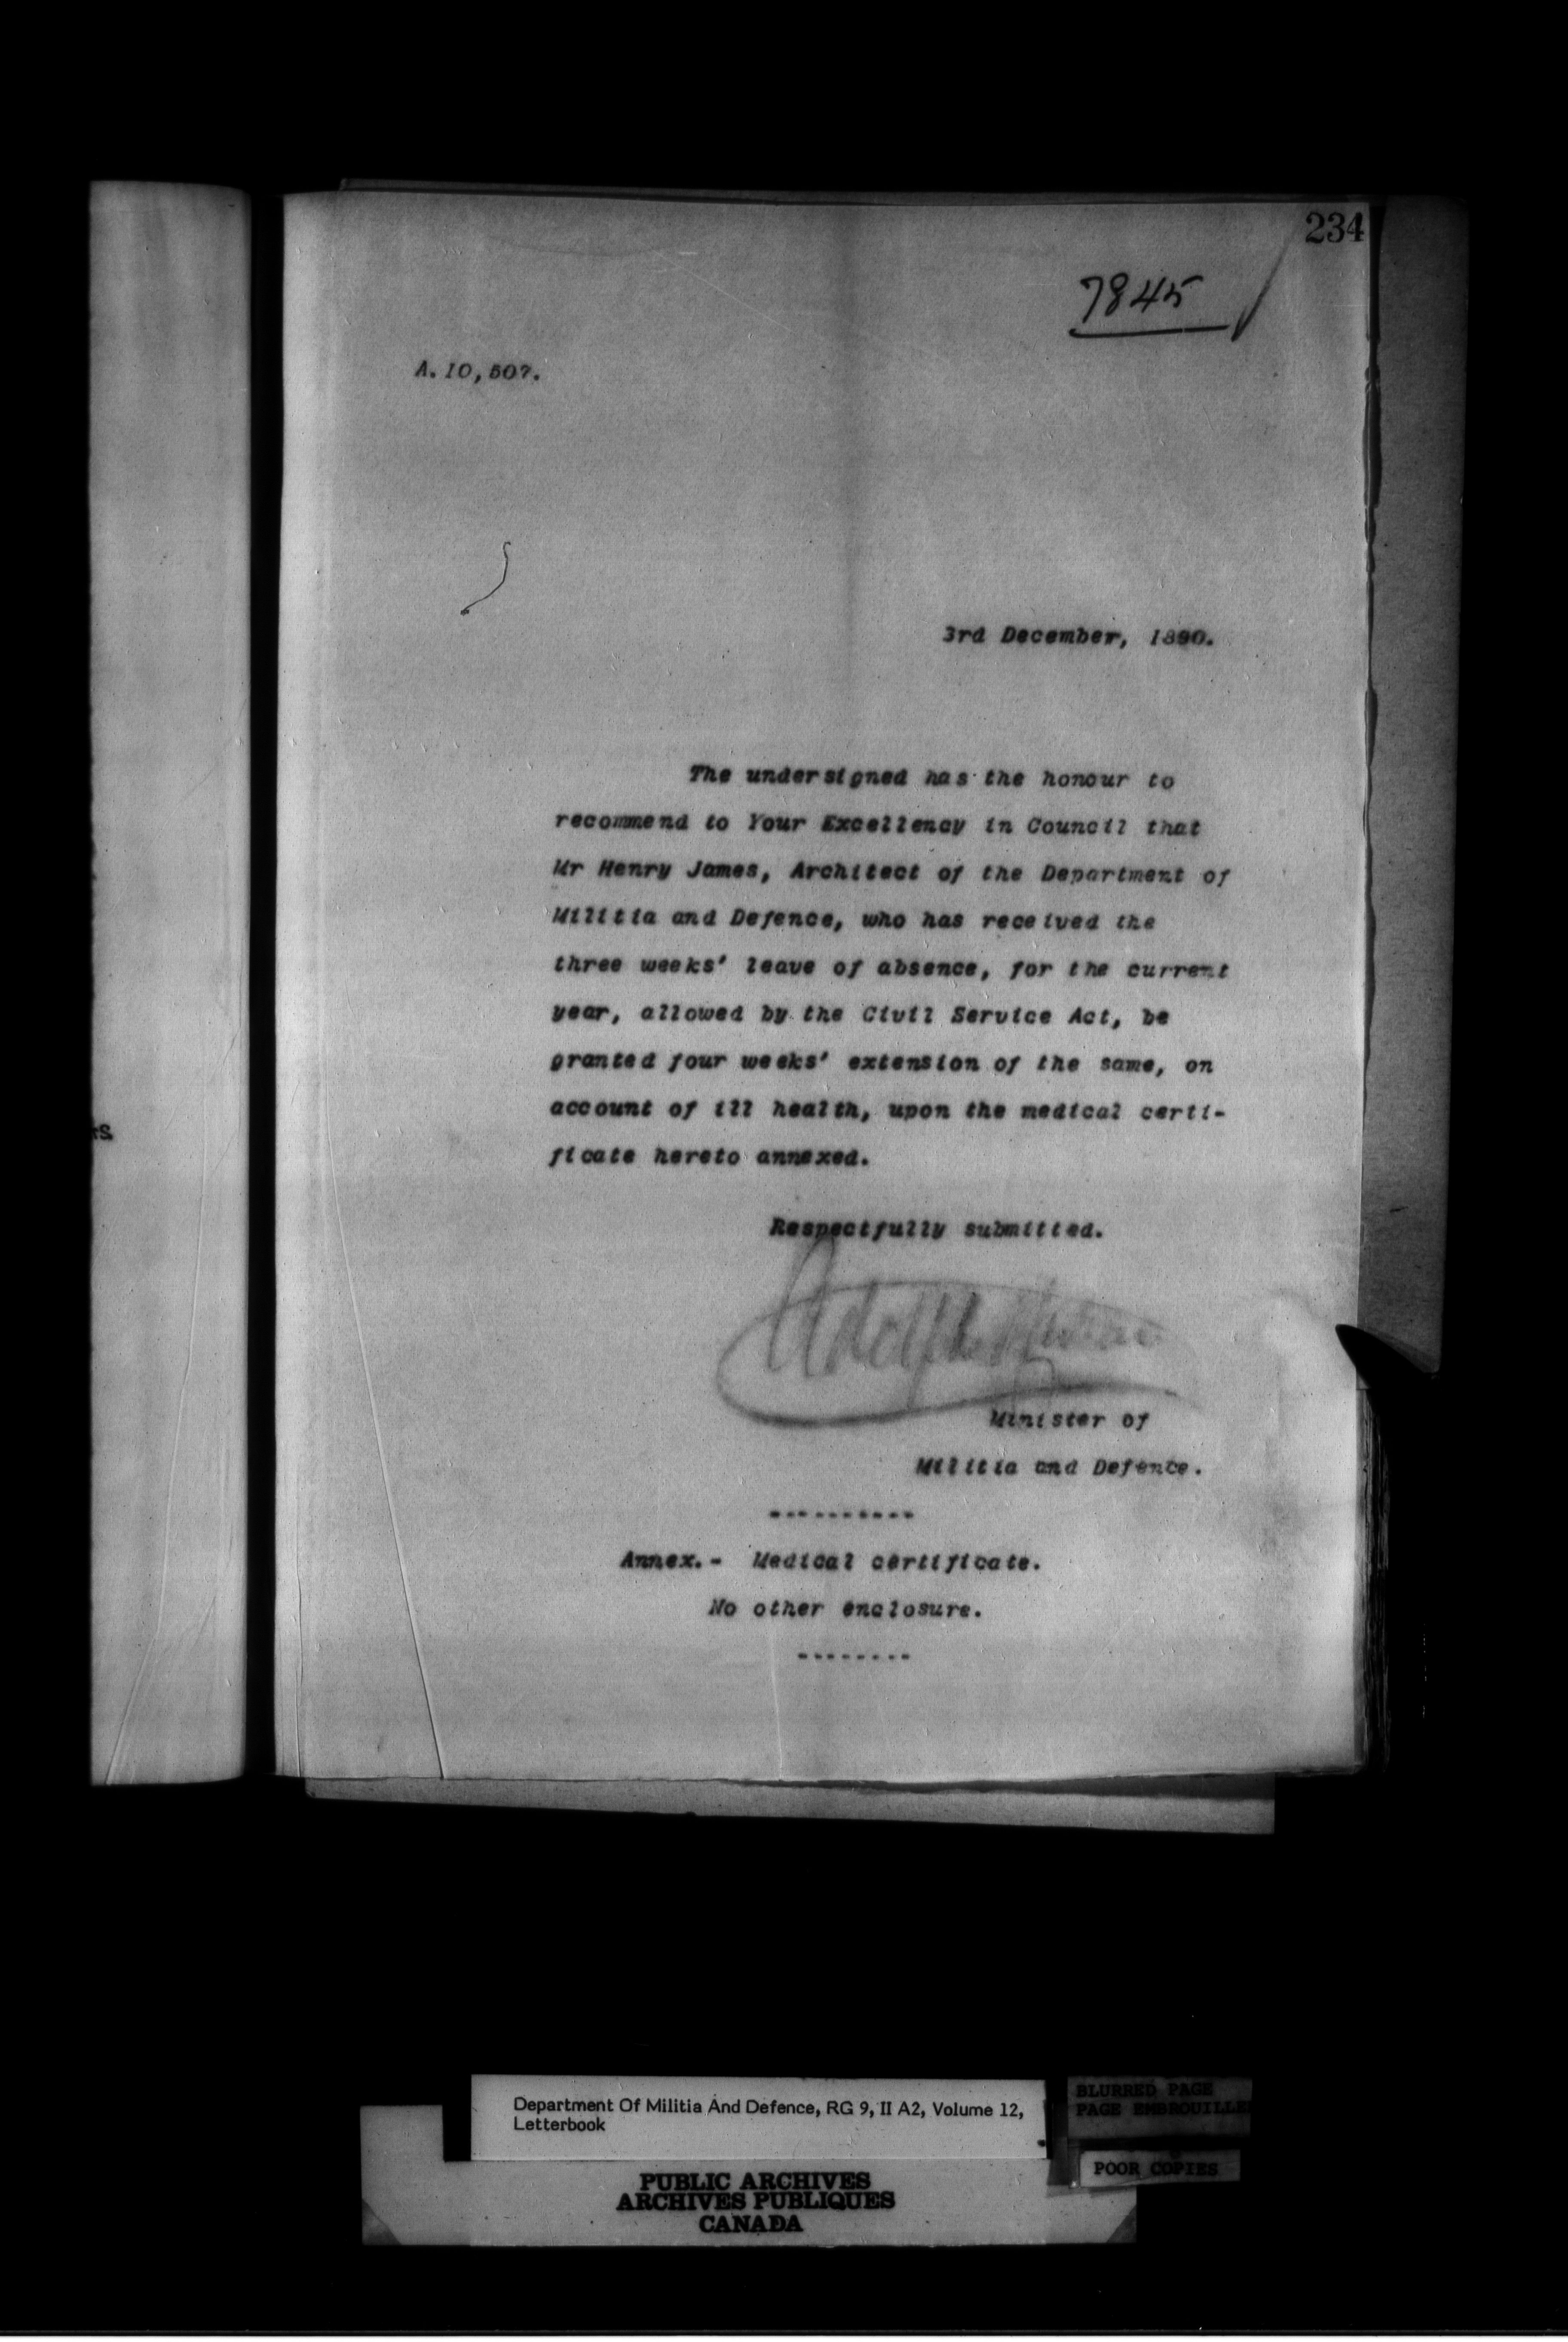 234
7845
A.10,507.
3rd December, 1890.
The undersigned has the honour to
recommend to Your Excellency in Council that
Mr Henry James, Architect of the Department of
Militia and Defence, who has received the
three weeks' leave of absence, for the current
year, allowed by the Civil Service Act, be
granted four weeks' extension of the same, on
account of ill health, upon the medical certi-
ficate hereto annexed.
Respectfully submitted.
Minister of
Militia and Defence.
----------
Annex.- Medical certificate.
No other enclosure.
--------
Department Of Militia And Defence, RG 9, II A2, Volume 12,
Letterbook
BLURRED PAGE
PAGE EMBROUILLE
POOR COPIES
PUBLIC ARCHIVES
ARCHIVES PUBLIQUES
CANADA